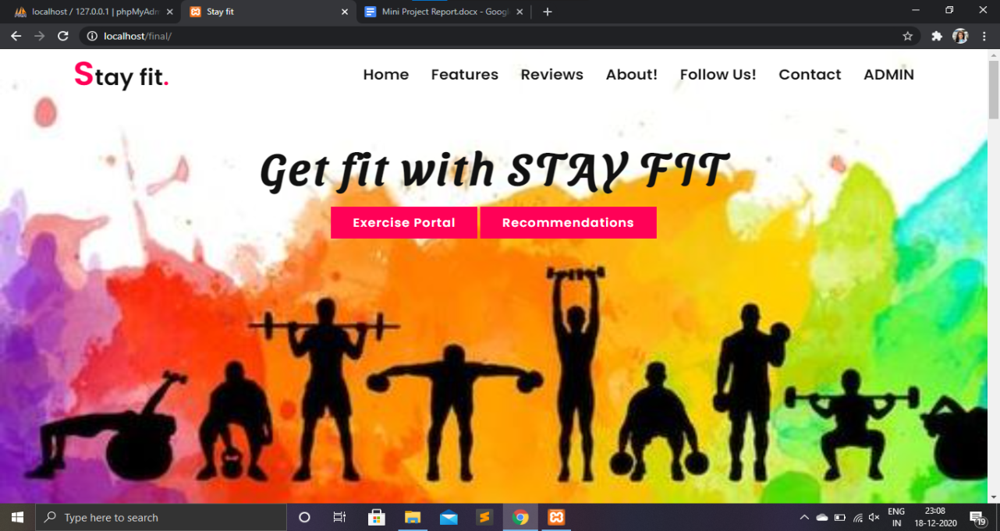 localhost / 127.0.0.1 | phpMyAdm
Stay fit
Mini Project Report.docx - Googl
localhost/final/
Stay fit.
Home Features Reviews About! Follow Us! Contact ADMIN
Get fit with STAY FIT
Exercise Portal Recommendations
Type here to search
ENG
IN
23:08
18-12-2020
19